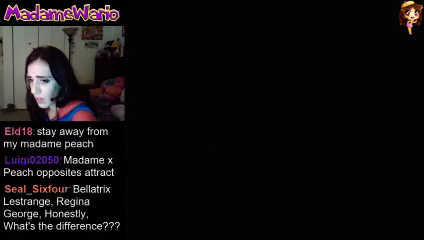 MadameWario
Eld18: stay away from
my madame peach
Luigi02050: Madame x
Peach opposites attract
Seal_Sixfour: Bellatrix
Lestrange, Regina
George, Honestly,
What's the difference???